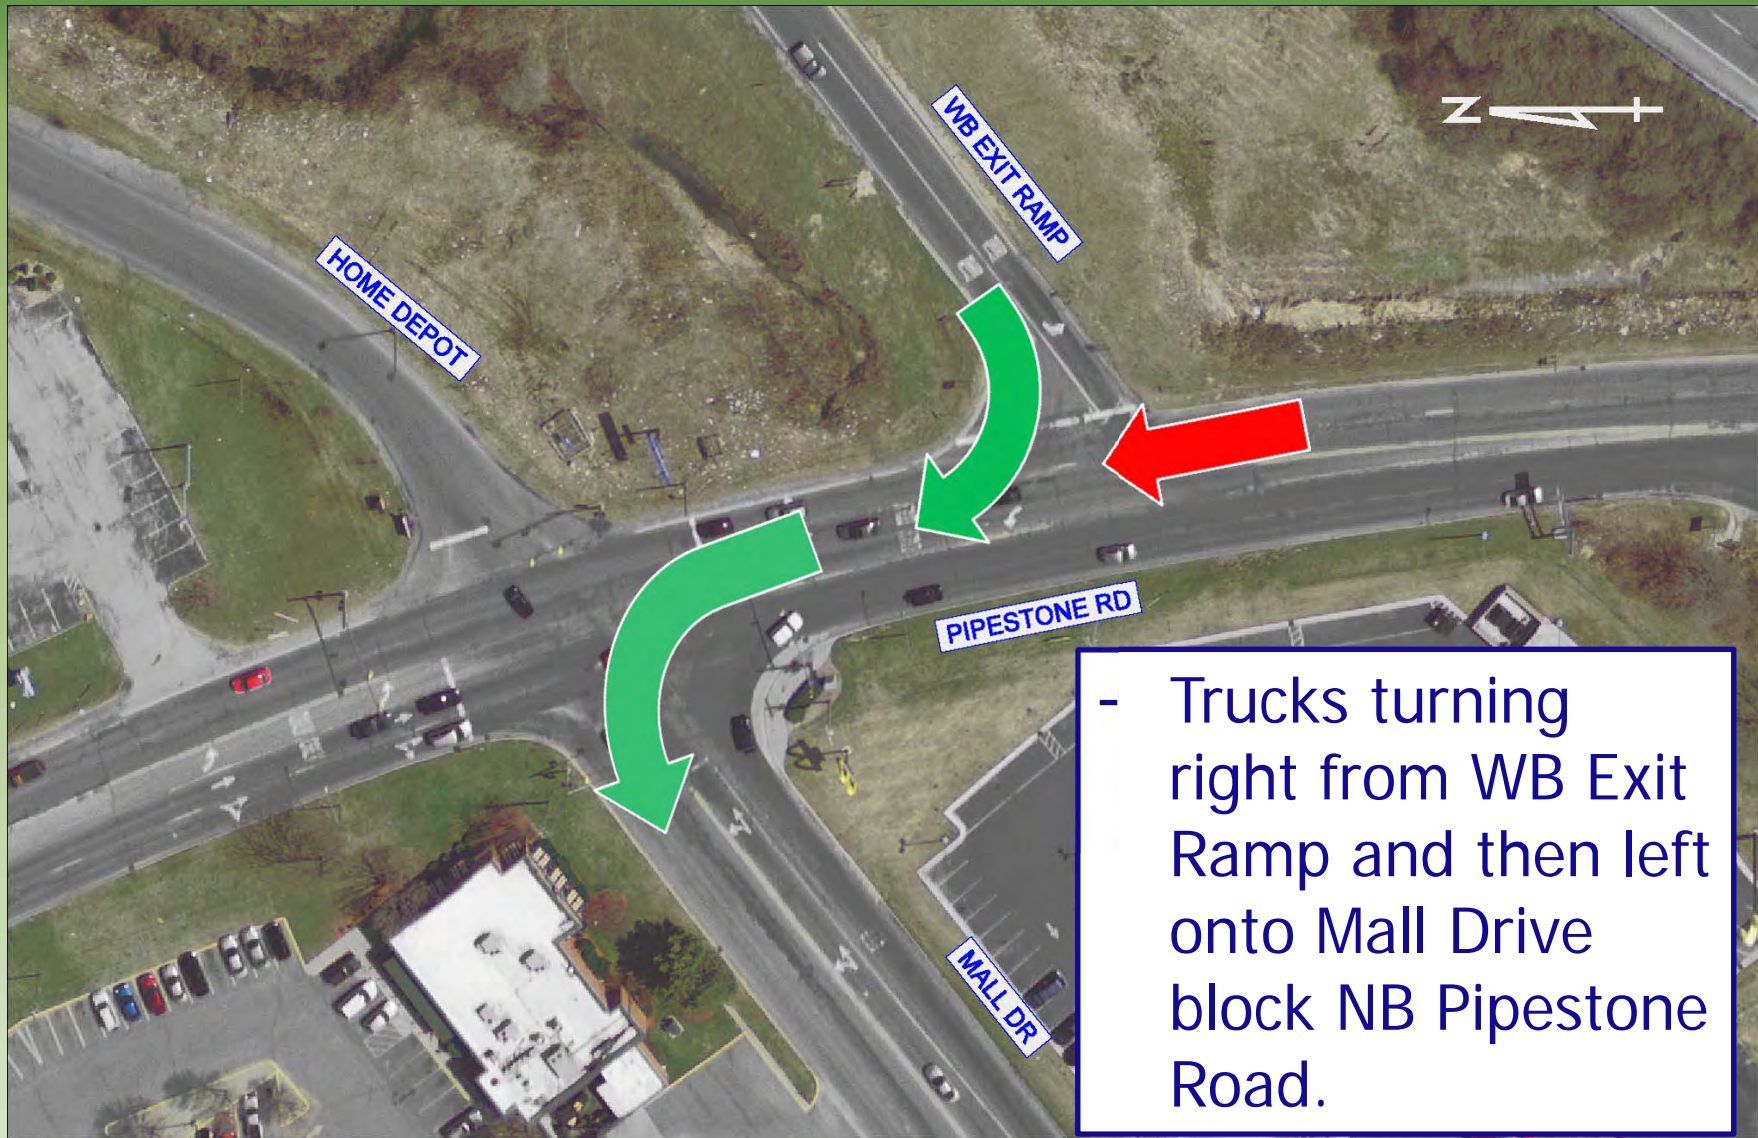 Z
WB EXIT RAMP
HOME DEPOT
PIPESTONE RD
MALL DR
- Trucks turning
right from WB Exit
Ramp and then left
onto Mall Drive
block NB Pipestone
Road.